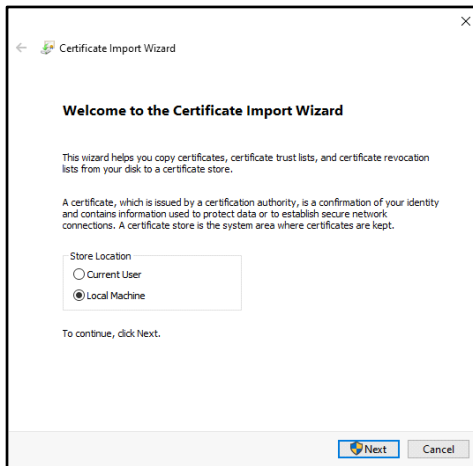 Certificate Import Wizard
Welcome to the Certificate Import Wizard
This wizard helps you copy certificates, certificate trust lists, and certificate revocation
lists from your disk to a certificate store.
A certificate, which is issued by a certification authority, is a confirmation of your identity
and contains information used to protect data or to establish secure network
connections. A certificate store is the system area where certificates are kept.
Store Location
Current User
Local Machine
To continue, click Next.
Next Cancel